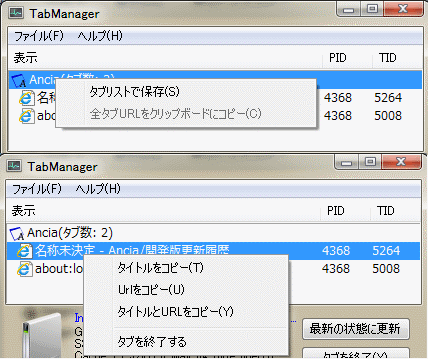 TabManager
ファイル(F) ヘルプ(H)
表示 PID TID
Ancia(タブ数: 2)
名称 4368 5264
abo 4368 5008
タブリストで保存(S)
全タブURLをクリップボードにコピー(C)
TabManager
ファイル(F) ヘルプ(H)
表示 PID TID
Ancia(タブ数: 2)
名称未決定 - Ancia/開発版更新履歴 4368 5264
about:lo 4368 5008
タイトルをコピー(T)
Urlをコピー(U)
タイトルとURLをコピー(Y)
タブを終了する
最新の状態に更新